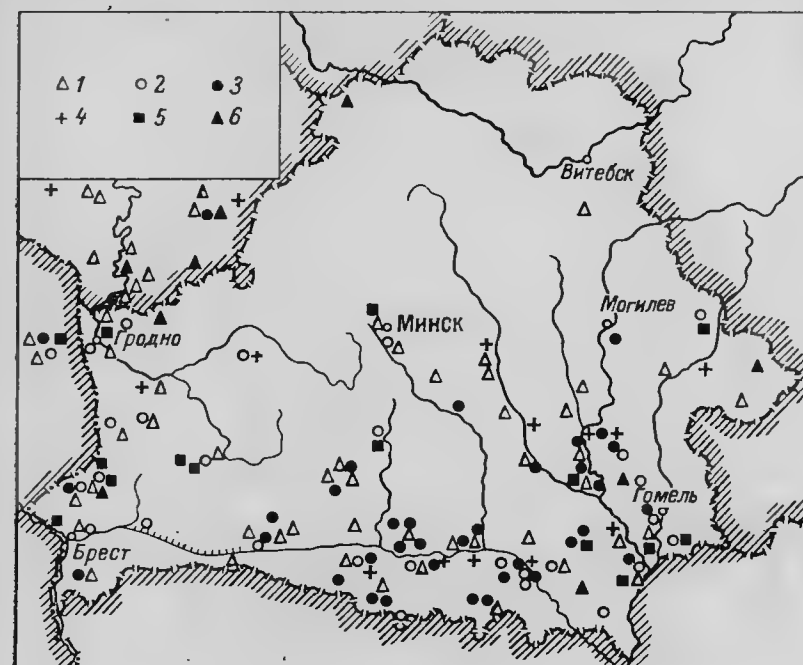 1 2 3
4 5 6
Витебск
Могилев
Минск
Гродно
Гомель
Брест